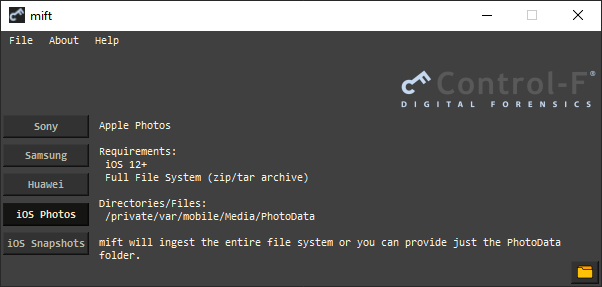 mift
File About Help
Control-F®
DIGITAL FORENSICS
Sony
Samsung
Huawei
iOS Photos
iOS Snapshots
Apple Photos
Requirements:
iOS 12+
Full File System (zip/tar archive)
Directories/Files:
/private/var/mobile/Media/PhotoData
mift will ingest the entire file system or you can provide just the PhotoData
folder.